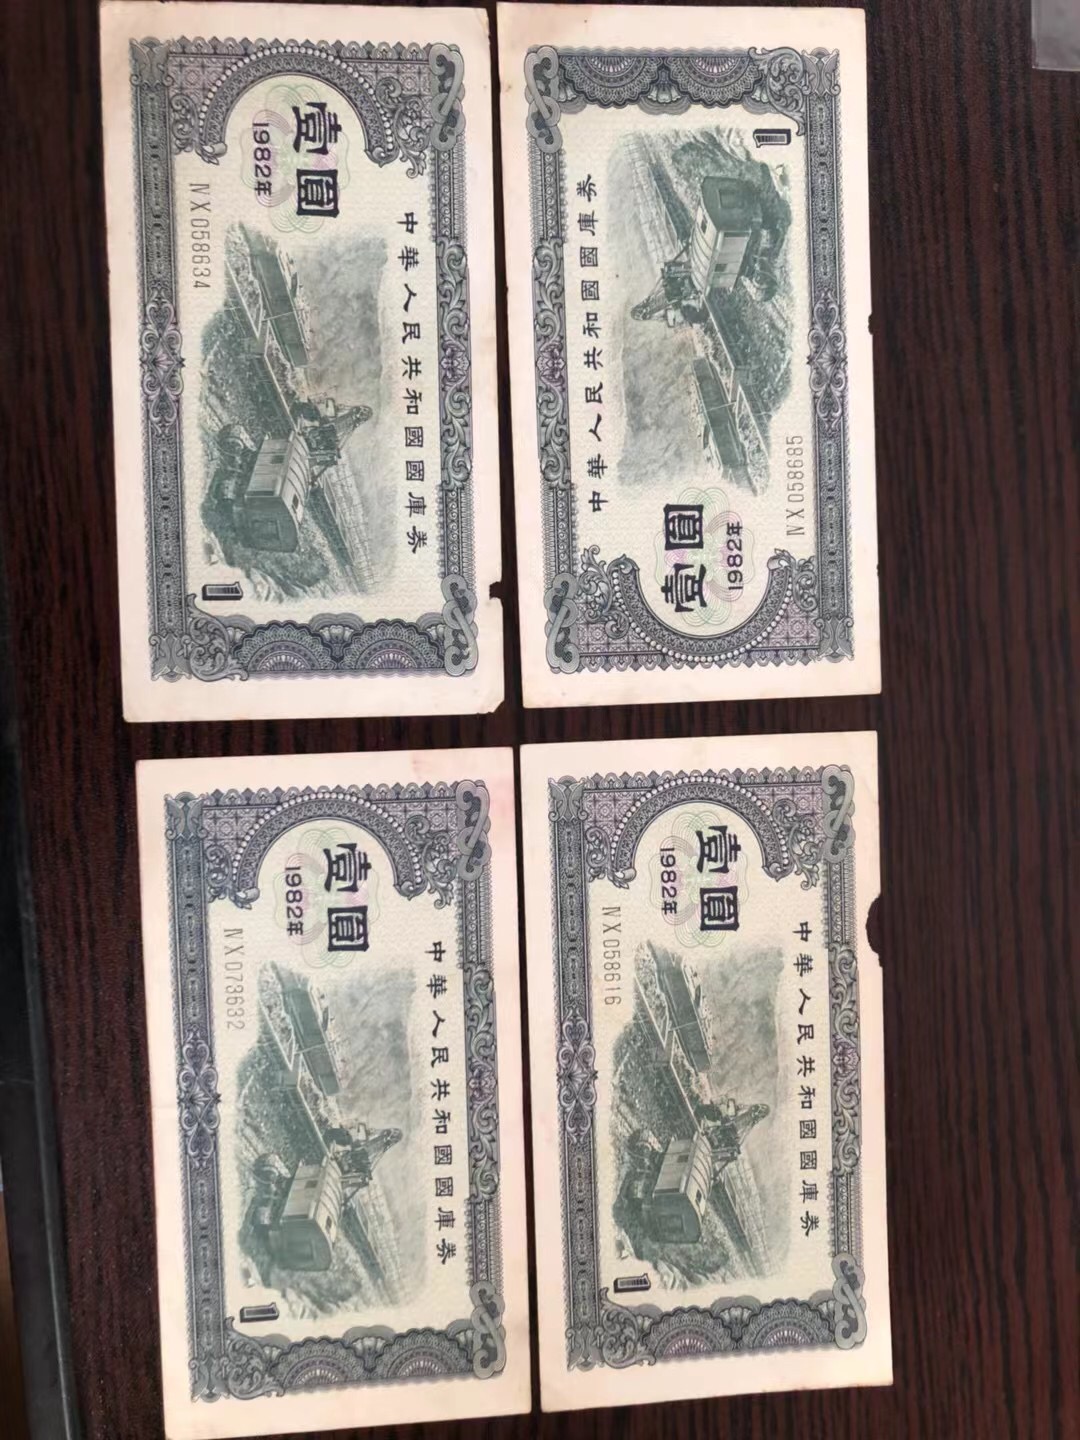 中華人民共和國國庫券
壹圓
1982年
NX058634
1
中華人民共和國國庫券
壹圓
1982年
NX058685
1
中華人民共和國國庫券
壹圓
1982年
NX073632
1
中華人民共和國國庫券
壹圓
1982年
NX058616
1